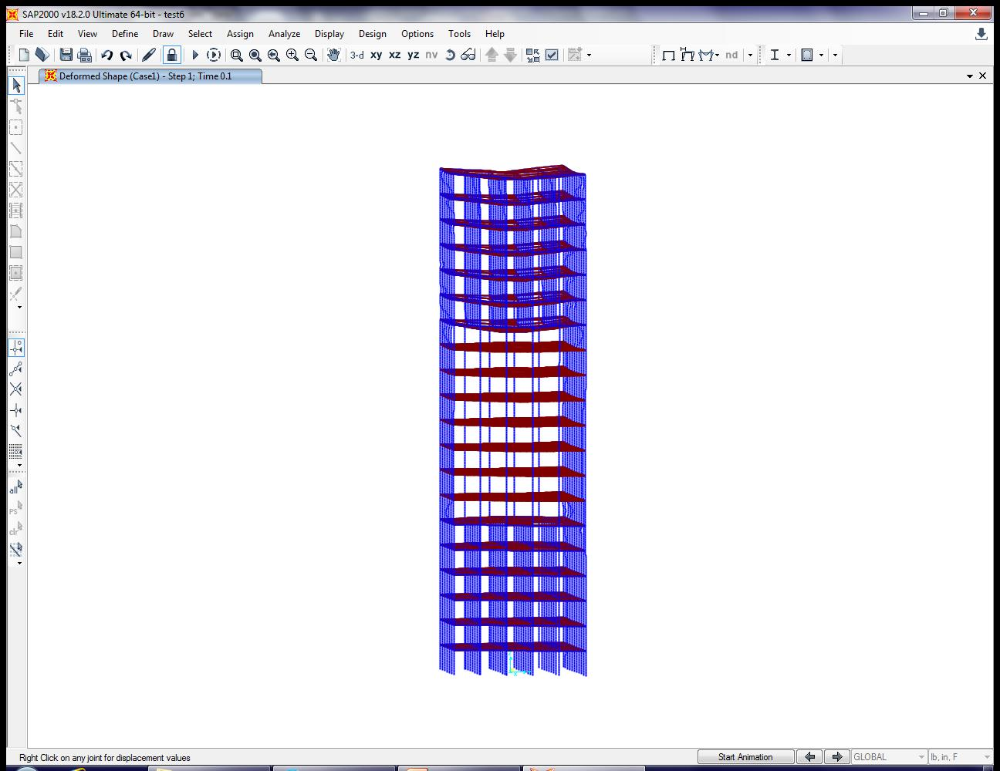 SAP2000 v18.2.0 Ultimate 64-bit - test6
File Edit View Define Draw Select Assign Analyze Display Design Options Tools Help
3-d xy xz yz nv nd
Deformed Shape (Case1) - Step 1; Time 0.1
all
ps
clr
Right Click on any joint for displacement values
Start Animation
GLOBAL
lb, in, F